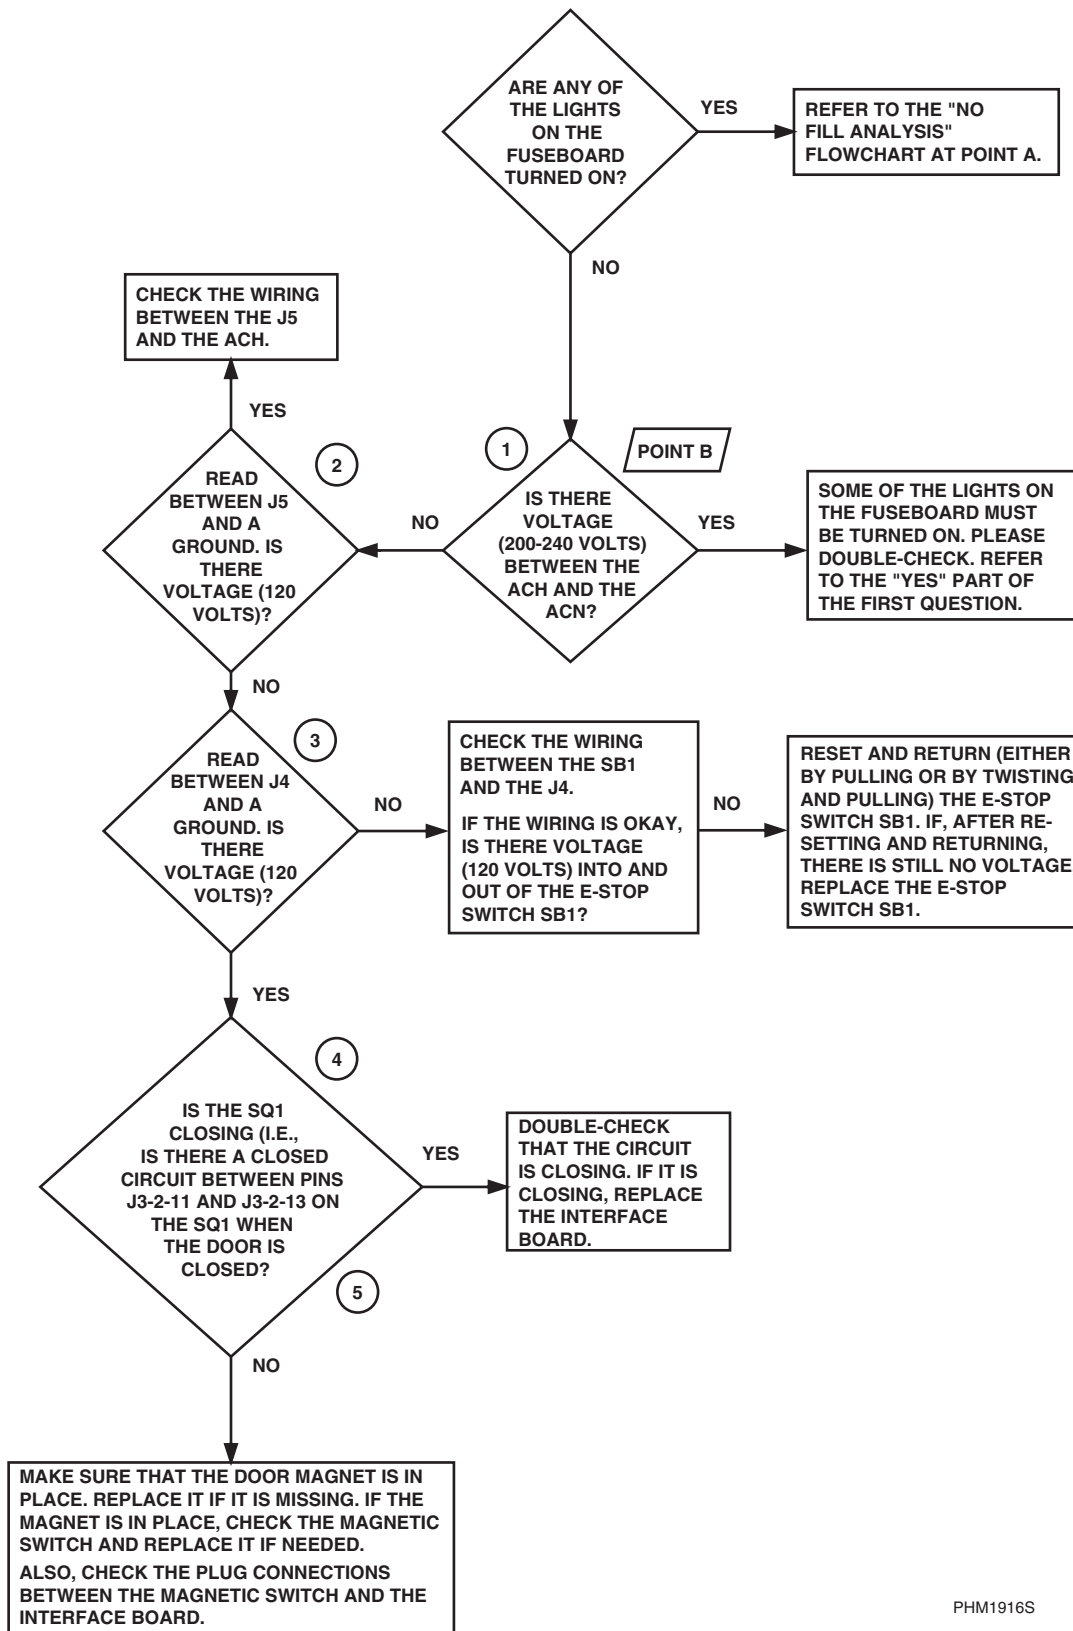 ARE ANY OF
THE LIGHTS
ON THE
FUSEBOARD
TURNED ON?
YES
REFER TO THE "NO
FILL ANALYSIS"
FLOWCHART AT POINT A.
NO
CHECK THE WIRING
BETWEEN THE J5
AND THE ACH.
YES
1
POINT B
IS THERE
VOLTAGE
(200-240 VOLTS)
BETWEEN THE
ACH AND THE
ACN?
YES
SOME OF THE LIGHTS ON
THE FUSEBOARD MUST
BE TURNED ON. PLEASE
DOUBLE-CHECK. REFER
TO THE "YES" PART OF
THE FIRST QUESTION.
NO
2
READ
BETWEEN J5
AND A
GROUND. IS
THERE
VOLTAGE (120
VOLTS)?
NO
3
READ
BETWEEN J4
AND A
GROUND. IS
THERE
VOLTAGE (120
VOLTS)?
NO
CHECK THE WIRING
BETWEEN THE SB1
AND THE J4.
IF THE WIRING IS OKAY,
IS THERE VOLTAGE
(120 VOLTS) INTO AND
OUT OF THE E-STOP
SWITCH SB1?
NO
RESET AND RETURN (EITHER
BY PULLING OR BY TWISTING
AND PULLING) THE E-STOP
SWITCH SB1. IF, AFTER RE-
SETTING AND RETURNING,
THERE IS STILL NO VOLTAGE
REPLACE THE E-STOP
SWITCH SB1.
YES
4
IS THE SQ1
CLOSING (I.E.,
IS THERE A CLOSED
CIRCUIT BETWEEN PINS
J3-2-11 AND J3-2-13 ON
THE SQ1 WHEN
THE DOOR IS
CLOSED?
YES
DOUBLE-CHECK
THAT THE CIRCUIT
IS CLOSING. IF IT IS
CLOSING, REPLACE
THE INTERFACE
BOARD.
5
NO
MAKE SURE THAT THE DOOR MAGNET IS IN
PLACE. REPLACE IT IF IT IS MISSING. IF THE
MAGNET IS IN PLACE, CHECK THE MAGNETIC
SWITCH AND REPLACE IT IF NEEDED.
ALSO, CHECK THE PLUG CONNECTIONS
BETWEEN THE MAGNETIC SWITCH AND THE
INTERFACE BOARD.
PHM1916S